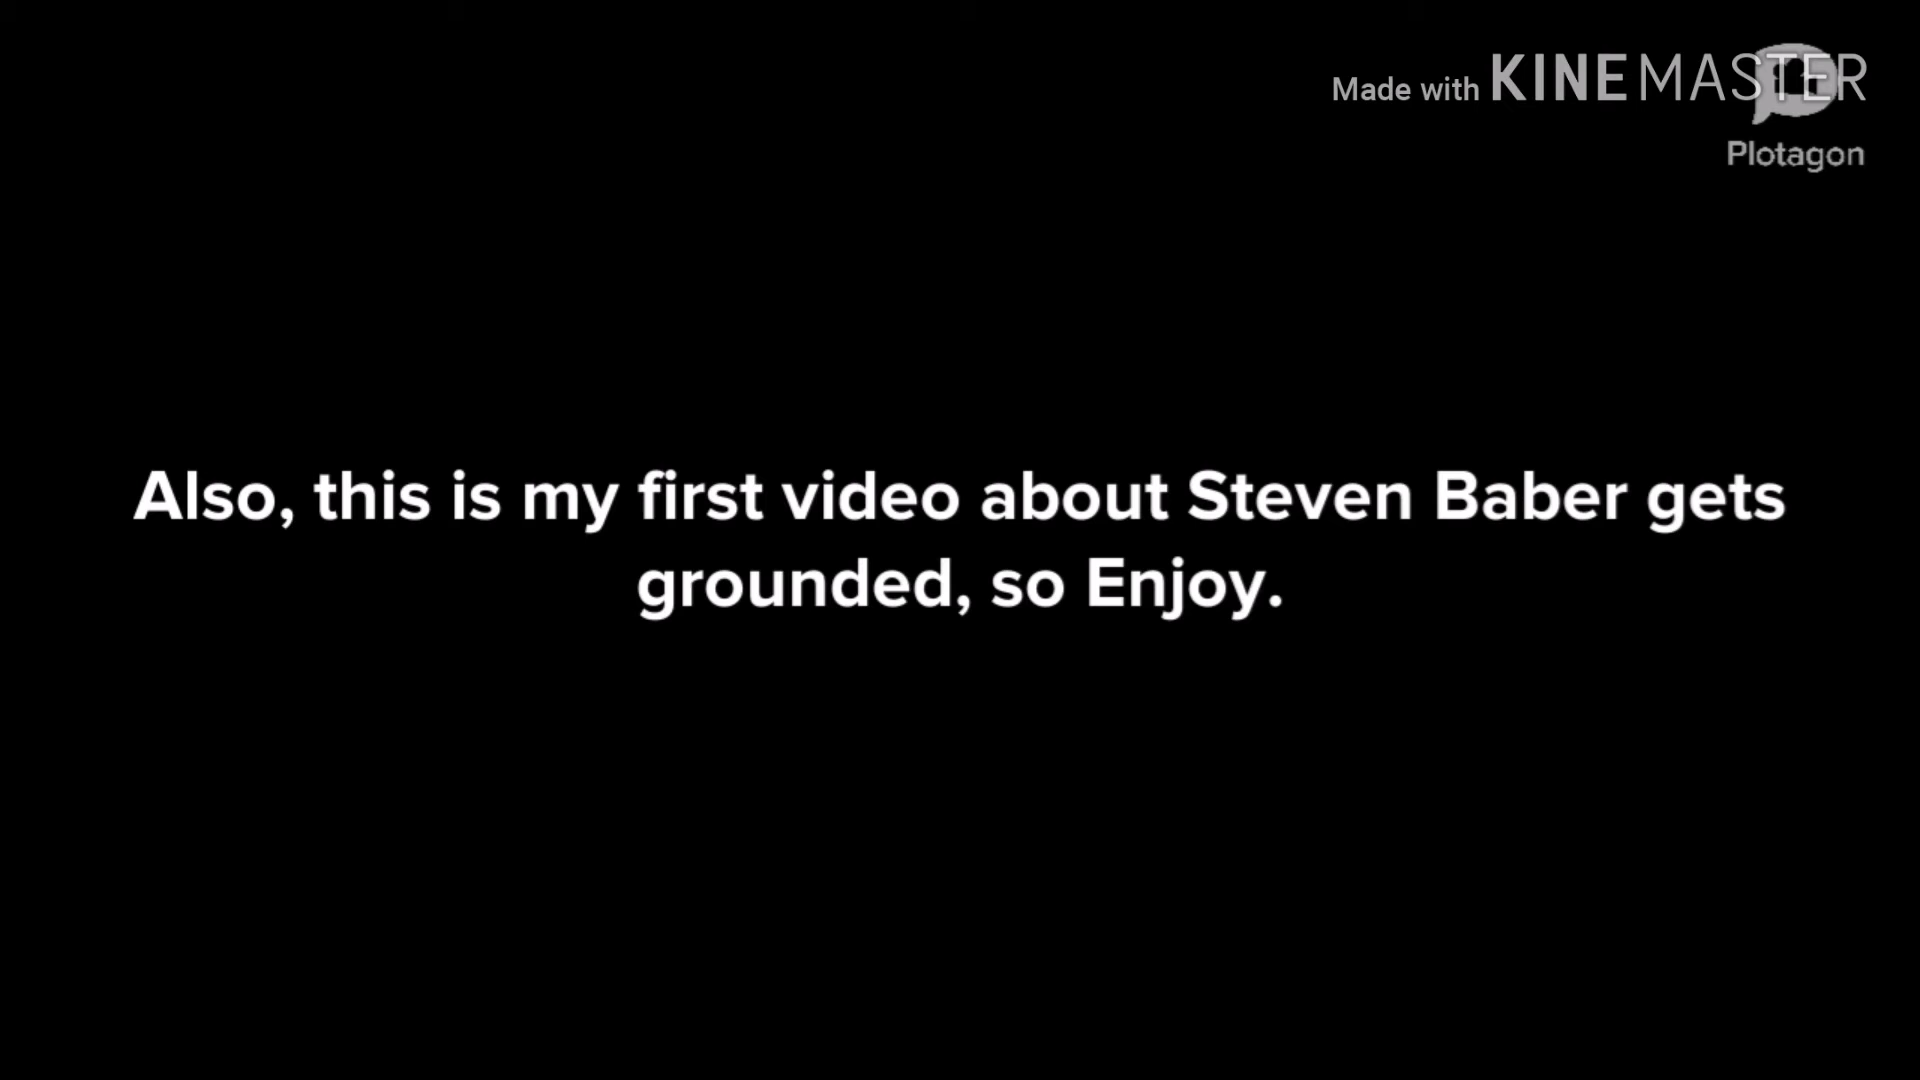 Made with KINEMASTER
Plotagon
Also, this is my first video about Steven Baber gets
grounded, so Enjoy.